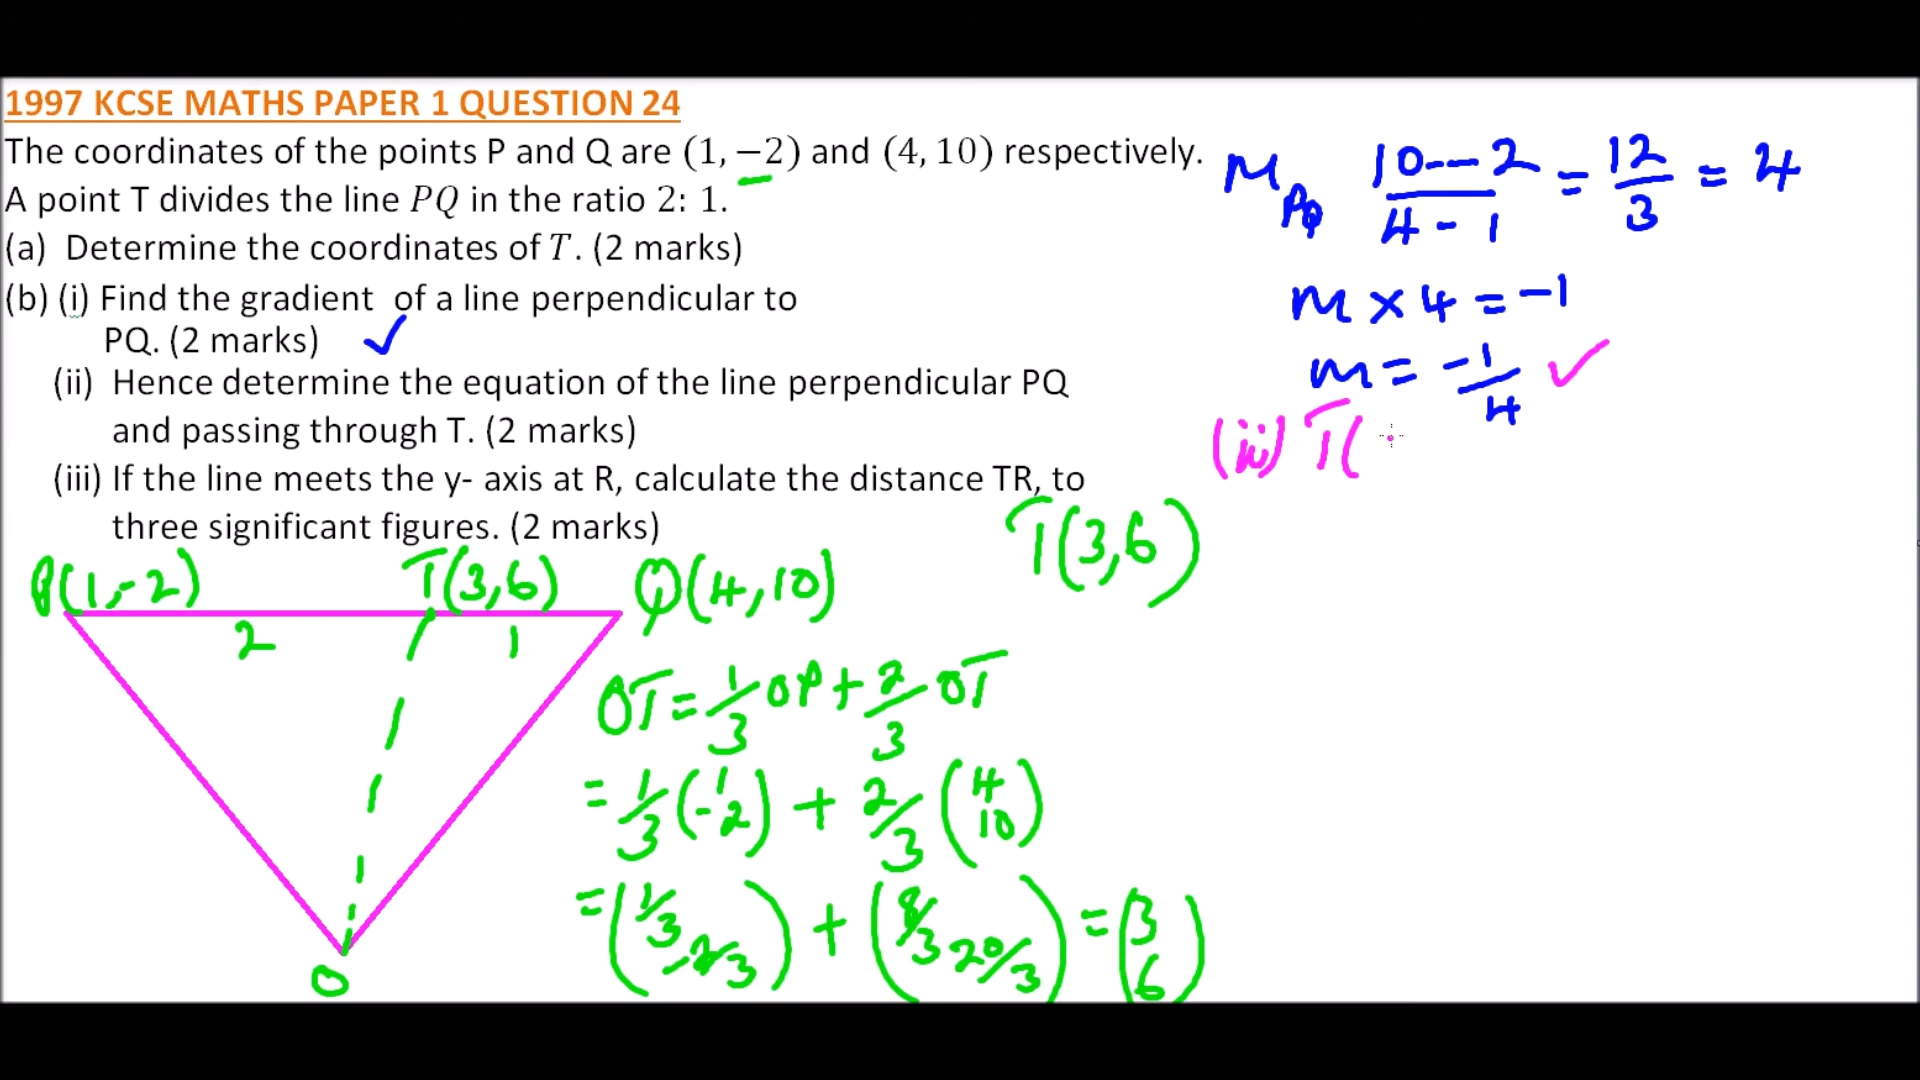 1997 KCSE MATHS PAPER 1 QUESTION 24
The coordinates of the points P and Q are (1, −2) and (4, 10) respectively.
A point T divides the line PQ in the ratio 2: 1.
(a) Determine the coordinates of T. (2 marks)
(b) (i) Find the gradient of a line perpendicular to
PQ. (2 marks) ✓
(ii) Hence determine the equation of the line perpendicular PQ
and passing through T. (2 marks)
(iii) If the line meets the y- axis at R, calculate the distance TR, to
three significant figures. (2 marks)
P(1,-2) T(3,6) Q(4,10)
2 1
O
OT = 1/3 OP + 2/3 OT
= 1/3 (1 -2) + 2/3 (4 10)
= (1/3 -2/3) + (8/3 20/3) = (3 6)
T(3,6)
M PQ 10--2 / 4-1 = 12/3 = 4
m × 4 = -1
m = -1/4 ✓
(ii) T(